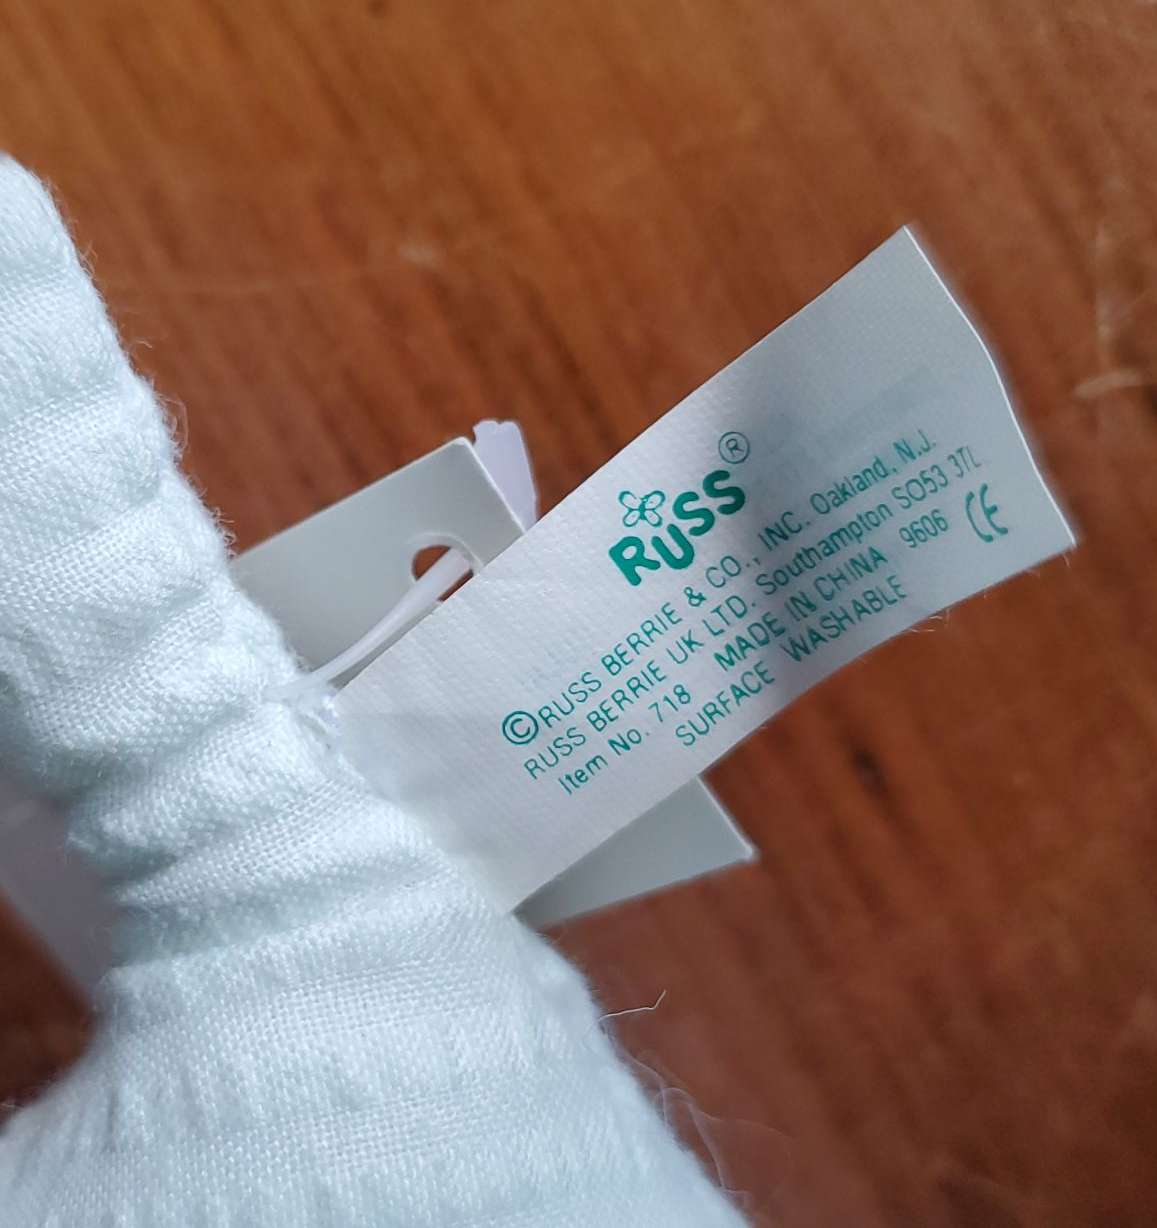 RUSS®
©RUSS BERRIE & CO., INC. Oakland, N.J.
RUSS BERRIE UK LTD. Southampton SO53 3TL
Item No. 718 MADE IN CHINA 9606 CE
SURFACE WASHABLE